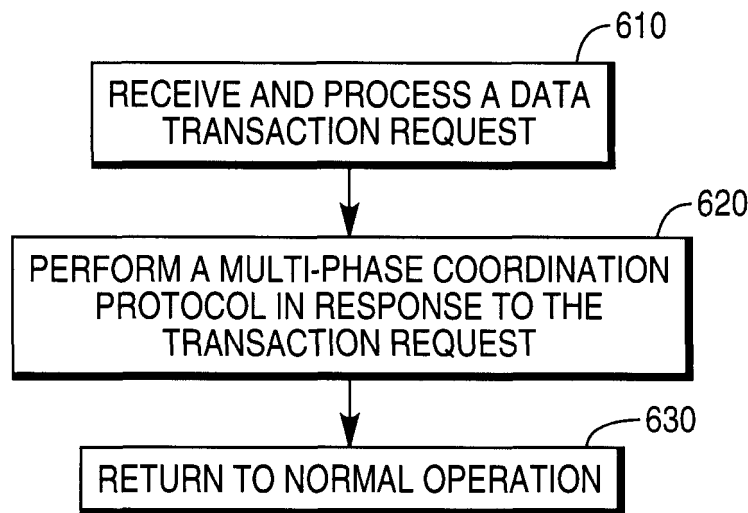 610
RECEIVE AND PROCESS A DATA
TRANSACTION REQUEST
620
PERFORM A MULTI-PHASE COORDINATION
PROTOCOL IN RESPONSE TO THE
TRANSACTION REQUEST
630
RETURN TO NORMAL OPERATION